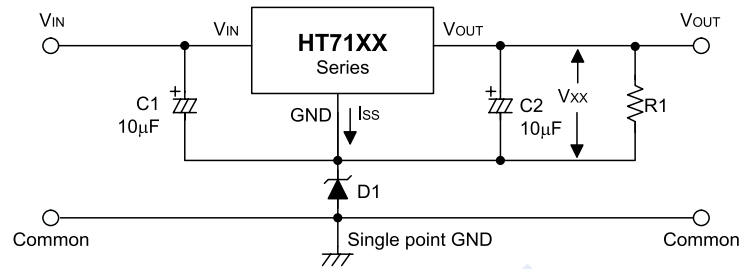 VIN
VIN
HT71XX
Series
VOUT
VOUT
C1
10μF
GND
ISS
C2
10μF
VXX
R1
D1
Common
Single point GND
Common